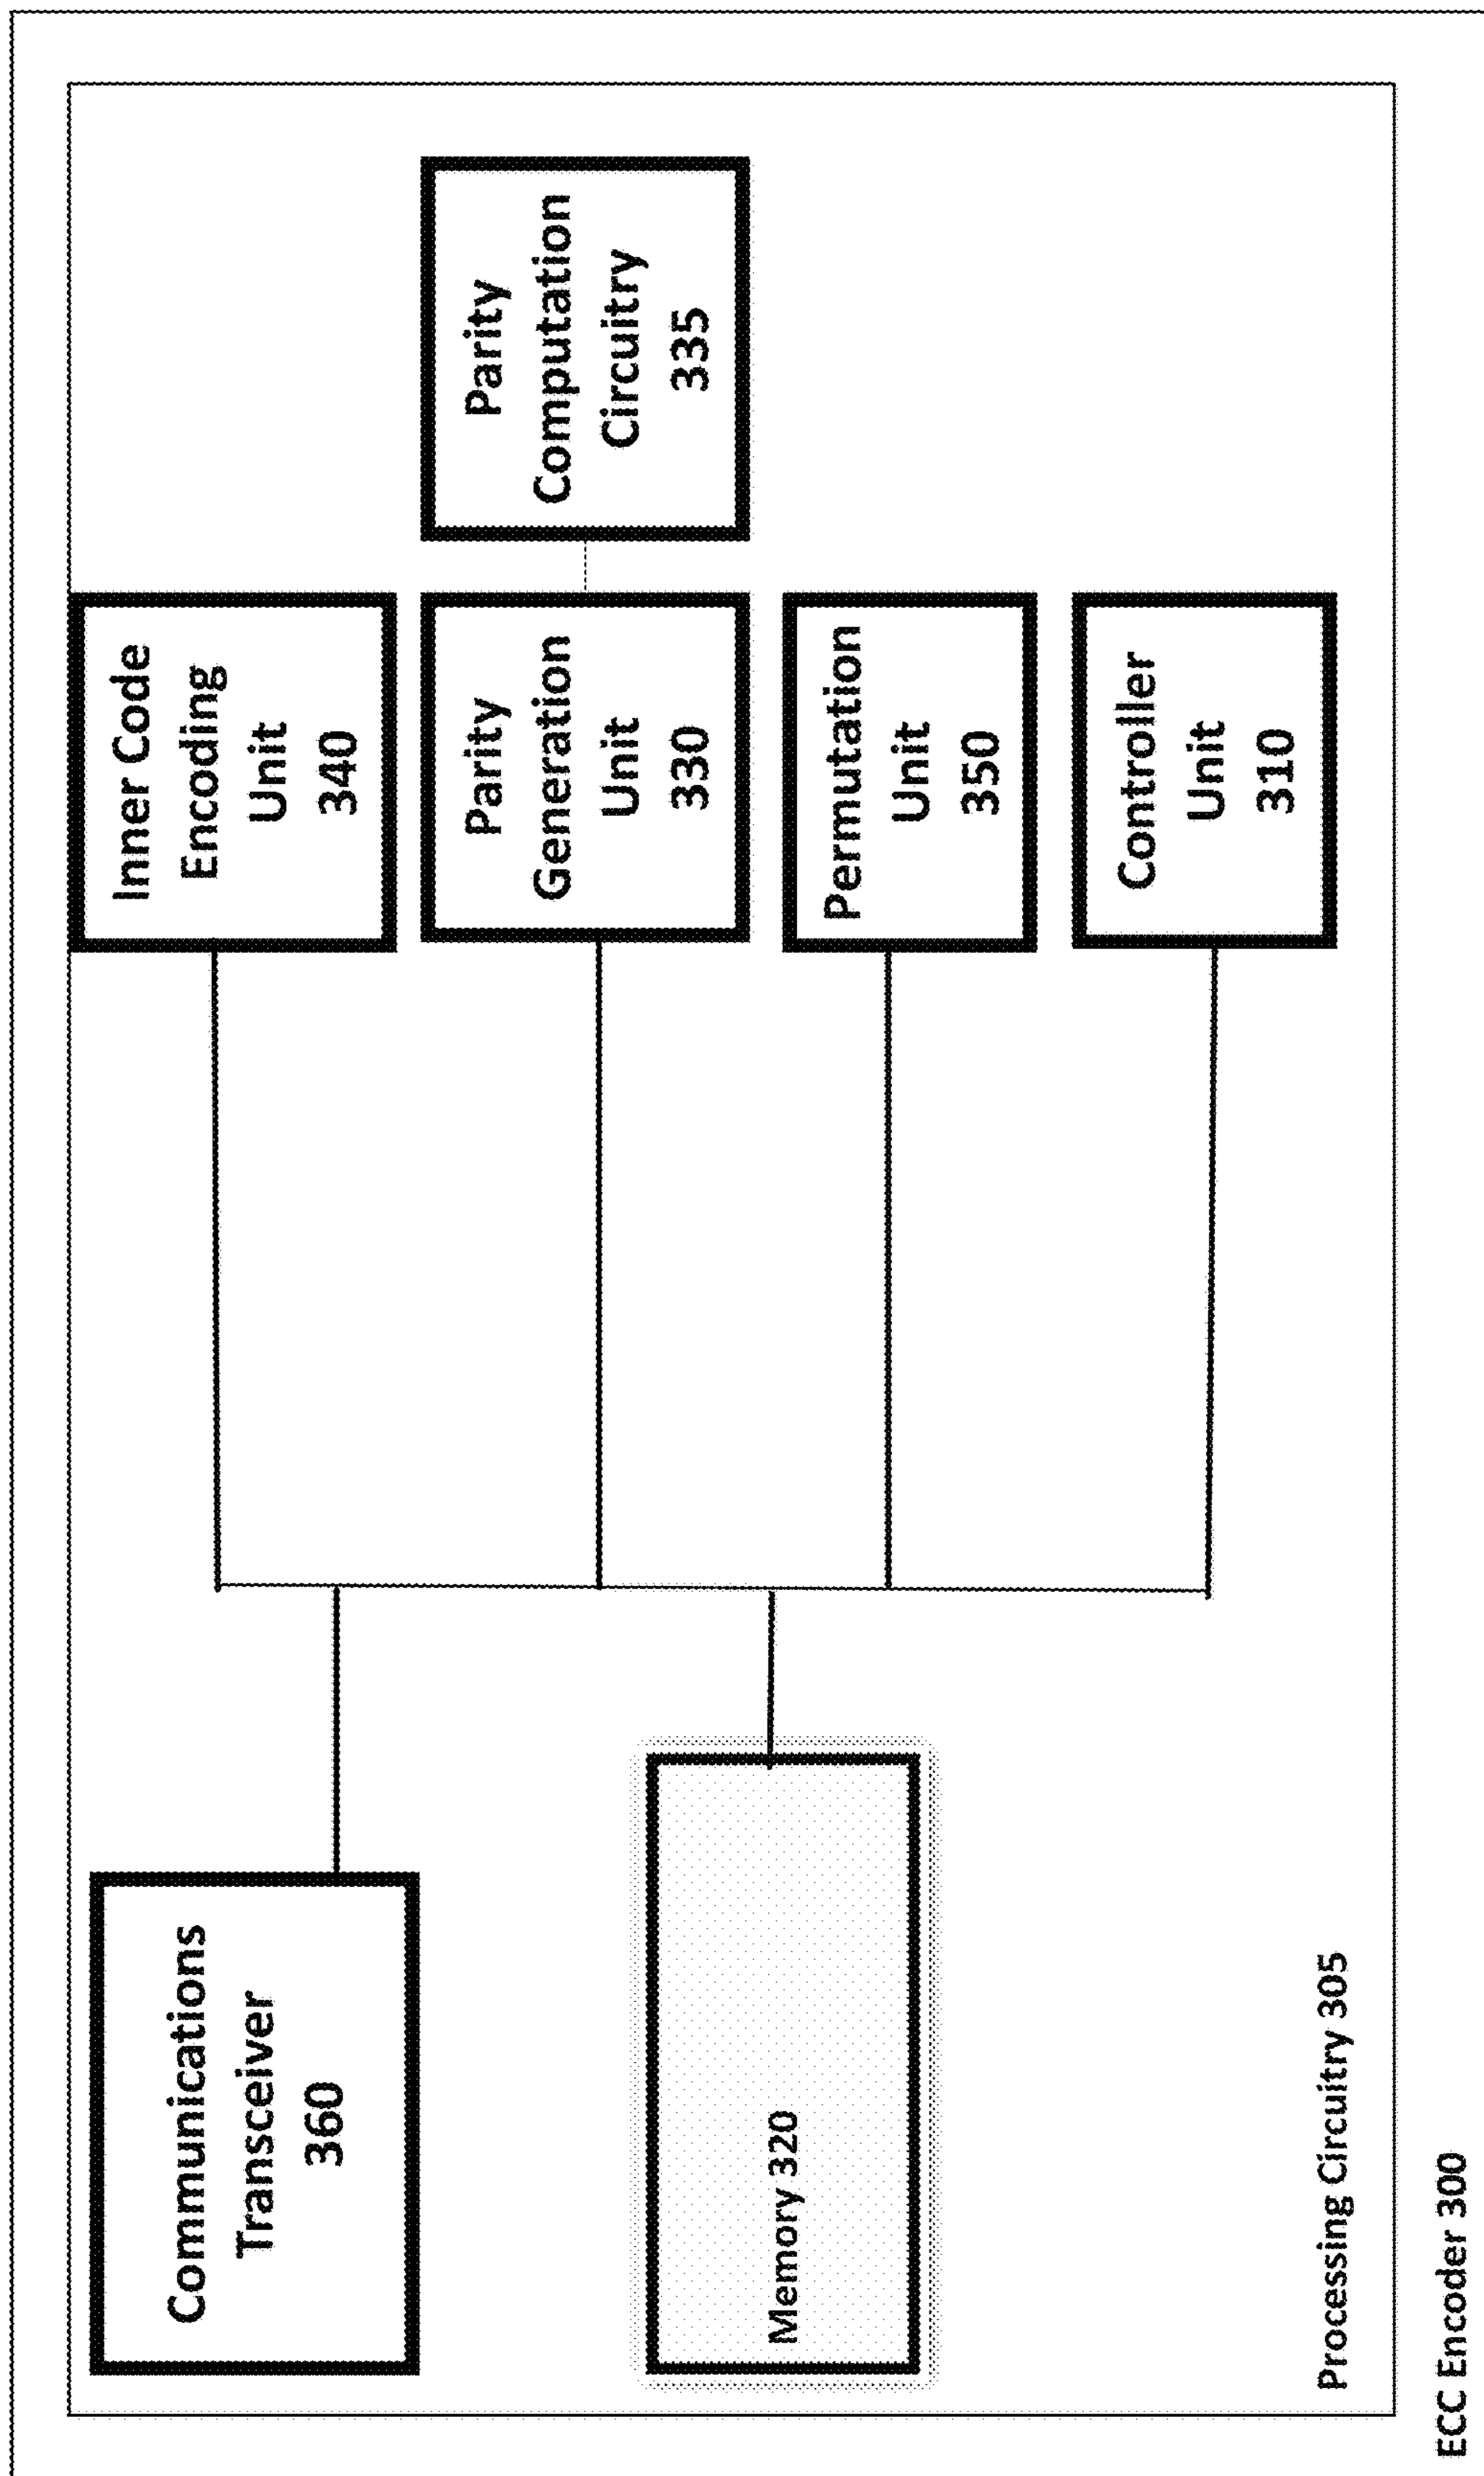 Communications
Transceiver
360
Inner Code
Encoding
Unit
340
Parity
Generation
Unit
330
Parity
Computation
Circuitry
335
Memory 320
Permutation
Unit
350
Controller
Unit
310
Processing Circuitry 305
ECC Encoder 300